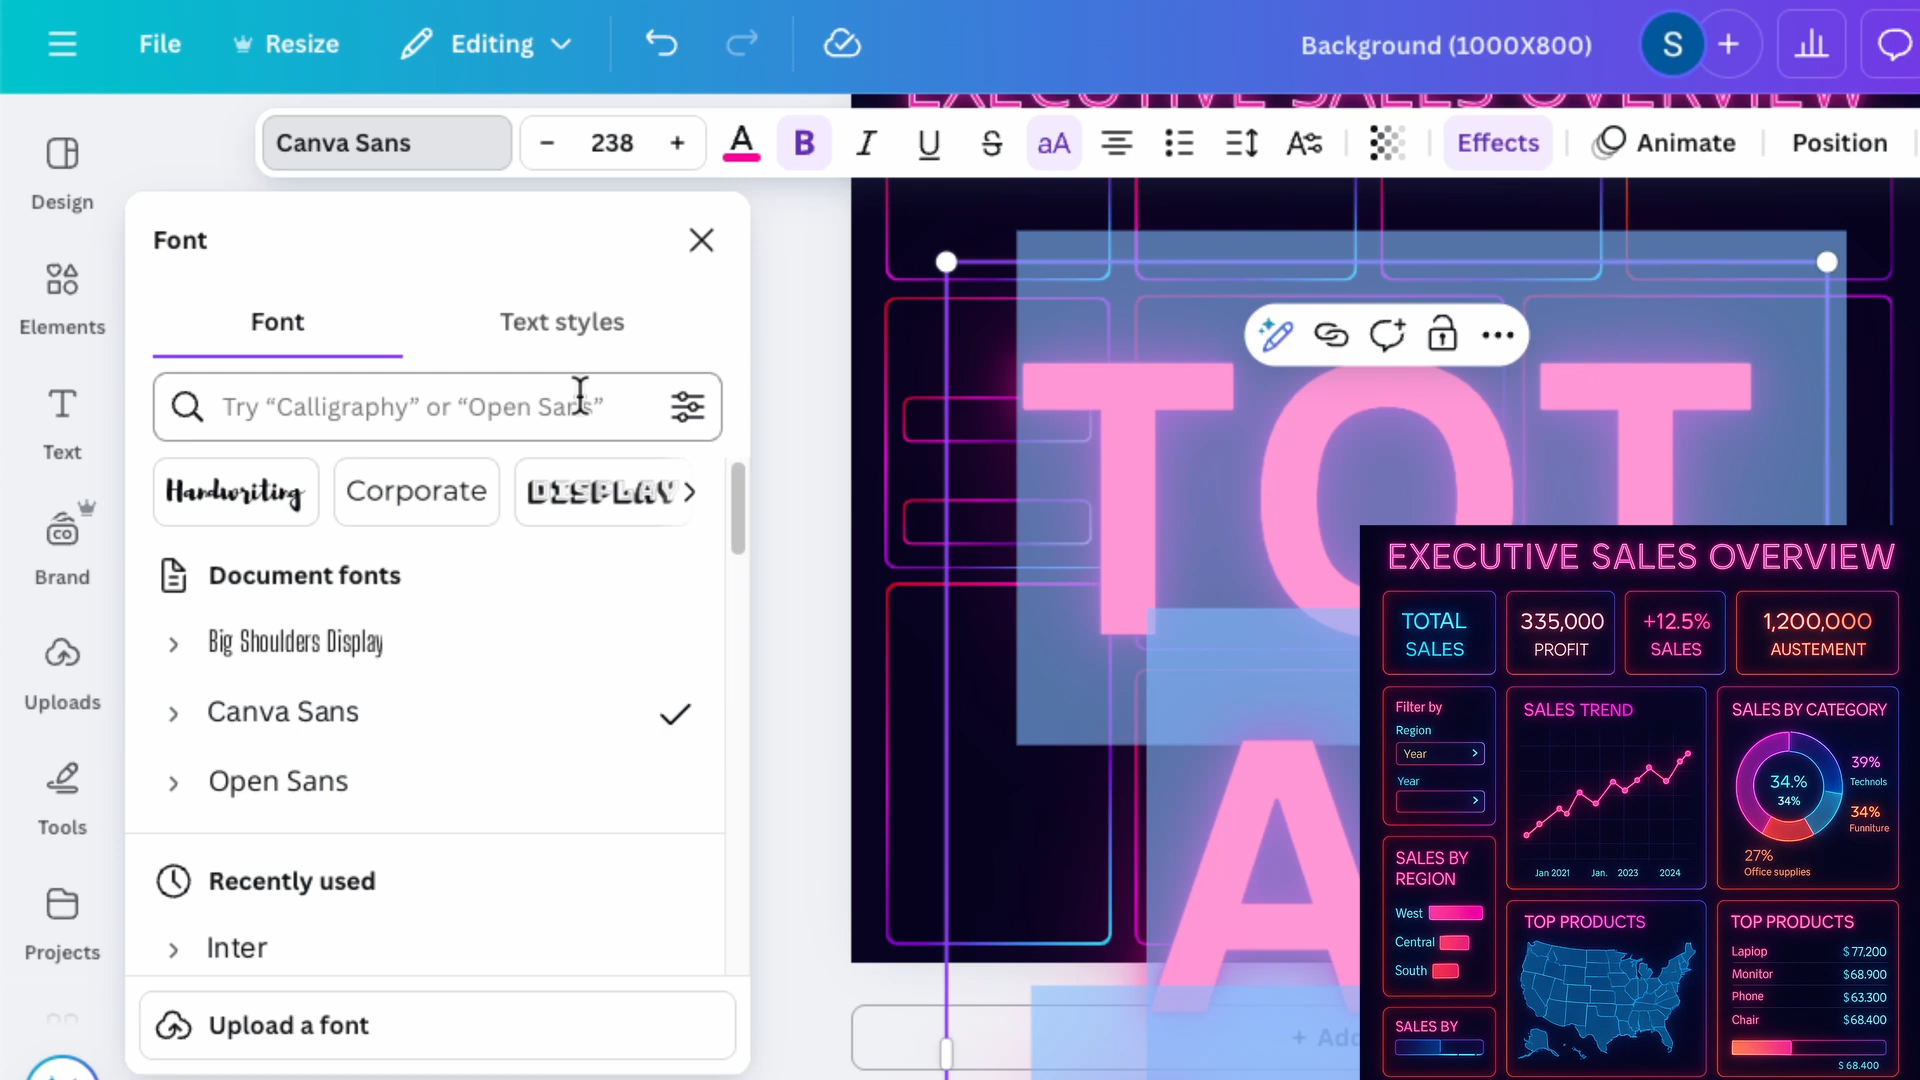 File
Resize
Editing
Background (1000X800)
S
EXECUTIVE SALES OVERVIEW
Canva Sans
- 238 +
A B I U S aA
Effects
Animate
Position
Design
Elements
Text
Brand
Uploads
Tools
Projects
Font
Font
Text styles
Try “Calligraphy” or “Open Sans”
Handwriting
Corporate
DISPLAY
Document fonts
Big Shoulders Display
Canva Sans
Open Sans
Recently used
Inter
Upload a font
TOT
A
+ Add
EXECUTIVE SALES OVERVIEW
TOTAL
SALES
335,000
PROFIT
+12.5%
SALES
1,200,000
AUSTEMENT
Filter by
Region
Year
Year
SALES TREND
Jan 2021 Jan. 2023 2024
SALES BY CATEGORY
34.%
34%
39%
Technols
34%
Funniture
27%
Office supplies
SALES BY
REGION
West
Central
South
SALES BY
TOP PRODUCTS
TOP PRODUCTS
Lapiop $77,200
Monitor $68.900
Phone $63.300
Chair $68.400
$ 68.400